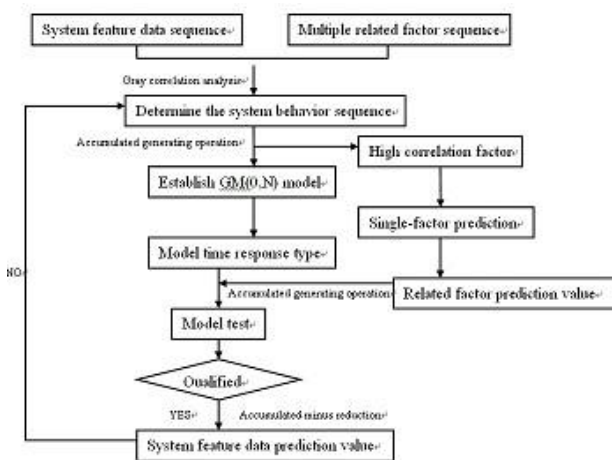 System feature data sequence
Multiple related factor sequence
Gray correlation analysis
Determine the system behavior sequence
Accumulated generating operation
High correlation factor
Establish GM(0,N) model
Single-factor prediction
Model time response type
NO
Accumulated generating operation
Related factor prediction value
Model test
Qualified
YES
Accumulated minus reduction
System feature data prediction value